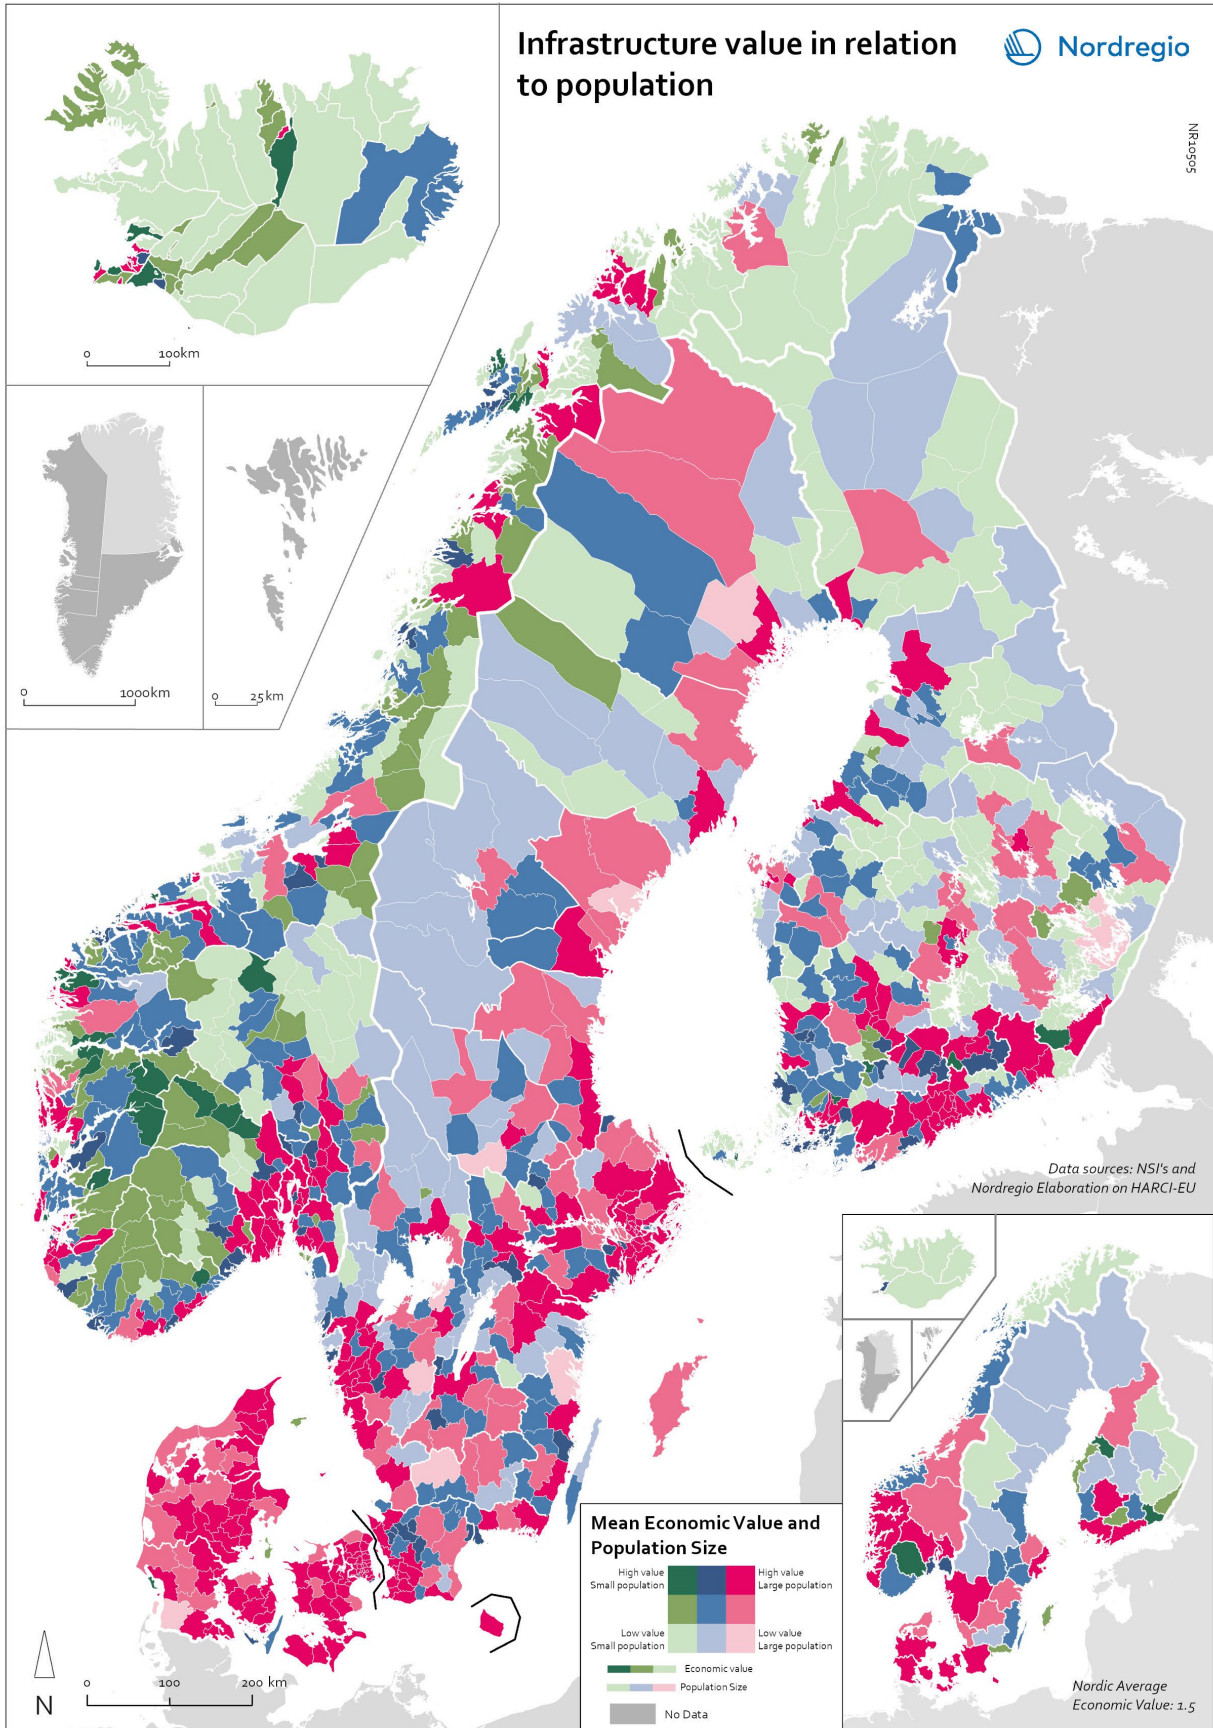 Infrastructure value in relation
to population
Nordregio
NR10505
0 100km
0 1000km
0 25km
Data sources: NSI's and
Nordregio Elaboration on HARCI-EU
Mean Economic Value and
Population Size
High value
Small population
High value
Large population
Low value
Small population
Low value
Large population
Economic value
Population Size
No Data
Nordic Average
Economic Value: 1.5
N
0 100 200 km